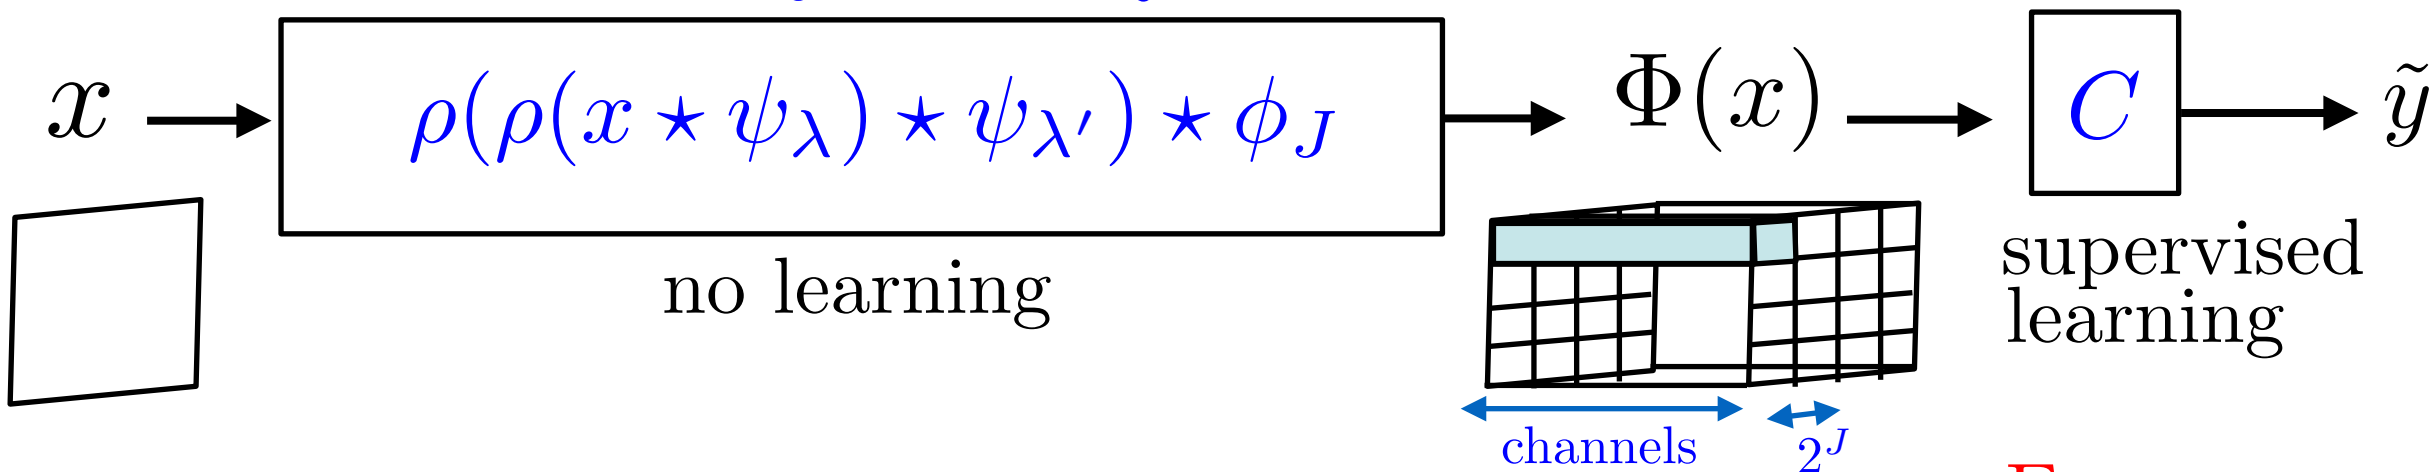 x → ρ(ρ(x ⋆ ψ_λ) ⋆ ψ_λ′) ⋆ ϕ_J → Φ(x) → C → ỹ
no learning
supervised
learning
channels
2^J